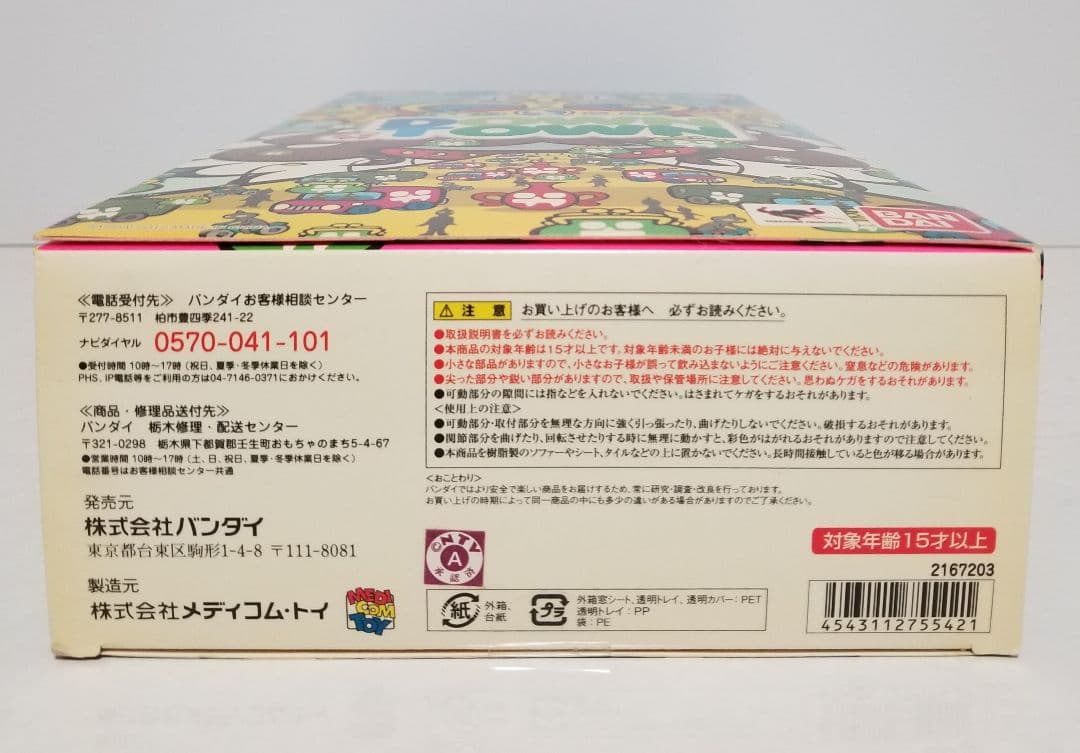 TOWN
BAN
DAI
≪電話受付先≫ バンダイお客様相談センター
〒277-8511 柏市豊四季241-22
ナビダイヤル 0570-041-101
●受付時間 10時〜17時 (祝日、夏季・冬季休業日を除く)
PHS、IP電話等をご利用の方は04-7146-0371におかけください。
≪商品・修理品送付先≫
バンダイ 栃木修理・配送センター
〒321-0298 栃木県下都賀郡壬生町おもちゃのまち5-4-67
●営業時間 10時〜17時 (土、日、祝日、夏季・冬季休業日を除く)
電話番号はお客様相談センター共通
発売元
株式会社バンダイ
東京都台東区駒形1-4-8 〒111-8081
製造元
株式会社メディコム・トイ
MEDI
COM
TOY
注意 お買い上げのお客様へ 必ずお読みください。
●取扱説明書を必ずお読みください。
●本商品の対象年齢は15才以上です。対象年齢未満のお子様には絶対に与えないでください。
●小さな部品がありますので、小さなお子様が誤って飲み込まないようにご注意ください。窒息などの危険があります。
●尖った部分や鋭い部分がありますので、取扱や保管場所に注意してください。思わぬケガをするおそれがあります。
●可動部分の隙間には指などを入れないでください。はさまれてケガをするおそれがあります。
<使用上の注意>
●可動部分・取付部分を無理な方向に強く引っ張ったり、曲げたりしないでください。破損するおそれがあります。
●関節部分を曲げたり、回転させたりする時に無理に動かすと、彩色がはがれるおそれがありますので注意してください。
●本商品を樹脂製のソファーやシート、タイルなどの上に置かないでください。長時間接触していると色が移る場合があります。
<おことわり>
バンダイではより安全で楽しい商品をお届けするため、常に研究・調査・改良を行っております。
お買い上げの時期によって同一商品の中にも多少の違いがある場合がありますのでご了承ください。
©NTV
A
承認済
対象年齢15才以上
2167203
紙 外箱、
台紙
プラ 外箱窓シート、透明トレイ、透明カバー:PET
透明トレイ:PP
袋:PE
4543112755421